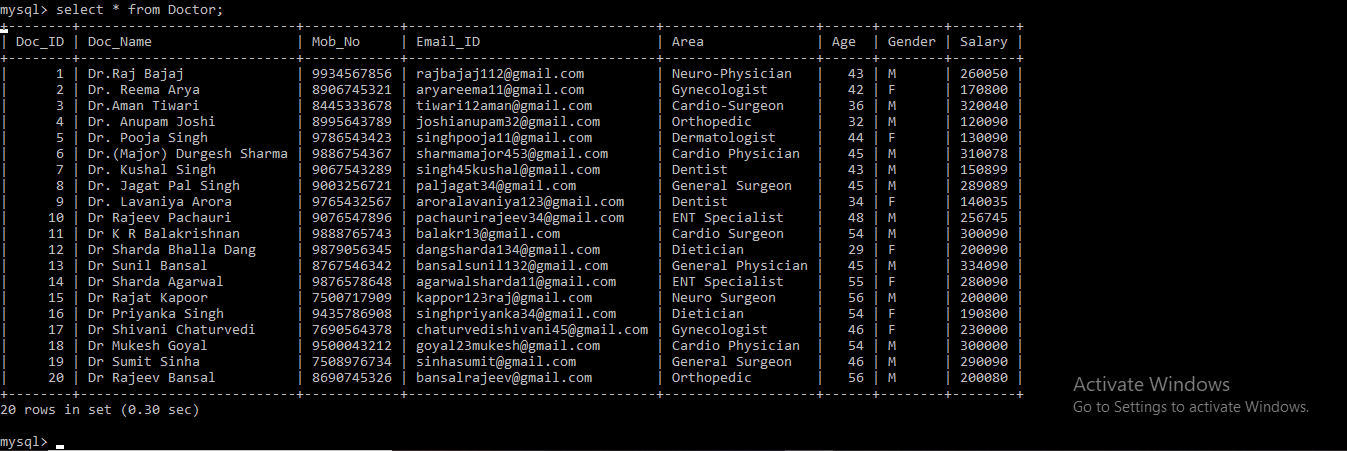 mysql> select * from Doctor;
+--------+---------------------------+------------+------------------------------+-------------------+------+--------+--------+
| Doc_ID | Doc_Name                  | Mob_No     | Email_ID                     | Area              | Age  | Gender | Salary |
+--------+---------------------------+------------+------------------------------+-------------------+------+--------+--------+
|      1 | Dr.Raj Bajaj              | 9934567856 | rajbajaj112@gmail.com        | Neuro-Physician   |   43 | M      | 260050 |
|      2 | Dr. Reema Arya            | 8906745321 | aryareema11@gmail.com        | Gynecologist      |   42 | F      | 170800 |
|      3 | Dr.Aman Tiwari            | 8445333678 | tiwari12aman@gmail.com       | Cardio-Surgeon    |   36 | M      | 320040 |
|      4 | Dr. Anupam Joshi          | 8995643789 | joshianupam32@gmail.com      | Orthopedic        |   32 | M      | 120090 |
|      5 | Dr. Pooja Singh           | 9786543423 | singhpooja11@gmail.com       | Dermatologist     |   44 | F      | 130090 |
|      6 | Dr.(Major) Durgesh Sharma | 9886754367 | sharmamajor453@gmail.com     | Cardio Physician  |   45 | M      | 310078 |
|      7 | Dr. Kushal Singh          | 9067543289 | singh45kushal@gmail.com      | Dentist           |   43 | M      | 150899 |
|      8 | Dr. Jagat Pal Singh       | 9003256721 | paljagat34@gmail.com         | General Surgeon   |   45 | M      | 289089 |
|      9 | Dr. Lavaniya Arora        | 9765432567 | aroralavaniya123@gmail.com   | Dentist           |   34 | F      | 140035 |
|     10 | Dr Rajeev Pachauri        | 9076547896 | pachaurirajeev34@gmail.com   | ENT Specialist    |   48 | M      | 256745 |
|     11 | Dr K R Balakrishnan       | 9888765743 | balakr13@gmail.com           | Cardio Surgeon    |   54 | M      | 300090 |
|     12 | Dr Sharda Bhalla Dang     | 9879056345 | dangsharda134@gmail.com      | Dietician         |   29 | F      | 200090 |
|     13 | Dr Sunil Bansal           | 8767546342 | bansalsunil132@gmail.com     | General Physician |   45 | M      | 334090 |
|     14 | Dr Sharda Agarwal         | 9876578648 | agarwalsharda11@gmail.com    | ENT Specialist    |   55 | F      | 280090 |
|     15 | Dr Rajat Kapoor           | 7500717909 | kappor123raj@gmail.com       | Neuro Surgeon     |   56 | M      | 200000 |
|     16 | Dr Priyanka Singh         | 9435786908 | singhpriyanka34@gmail.com    | Dietician         |   54 | F      | 190800 |
|     17 | Dr Shivani Chaturvedi     | 7690564378 | chaturvedishivani45@gmail.com | Gynecologist      |   46 | F      | 230000 |
|     18 | Dr Mukesh Goyal           | 9500043212 | goyal23mukesh@gmail.com      | Cardio Physician  |   54 | M      | 300000 |
|     19 | Dr Sumit Sinha            | 7508976734 | sinhasumit@gmail.com         | General Surgeon   |   46 | M      | 290090 |
|     20 | Dr Rajeev Bansal          | 8690745326 | bansalrajeev@gmail.com       | Orthopedic        |   56 | M      | 200080 |
+--------+---------------------------+------------+------------------------------+-------------------+------+--------+--------+
20 rows in set (0.30 sec)
mysql>
Activate Windows
Go to Settings to activate Windows.